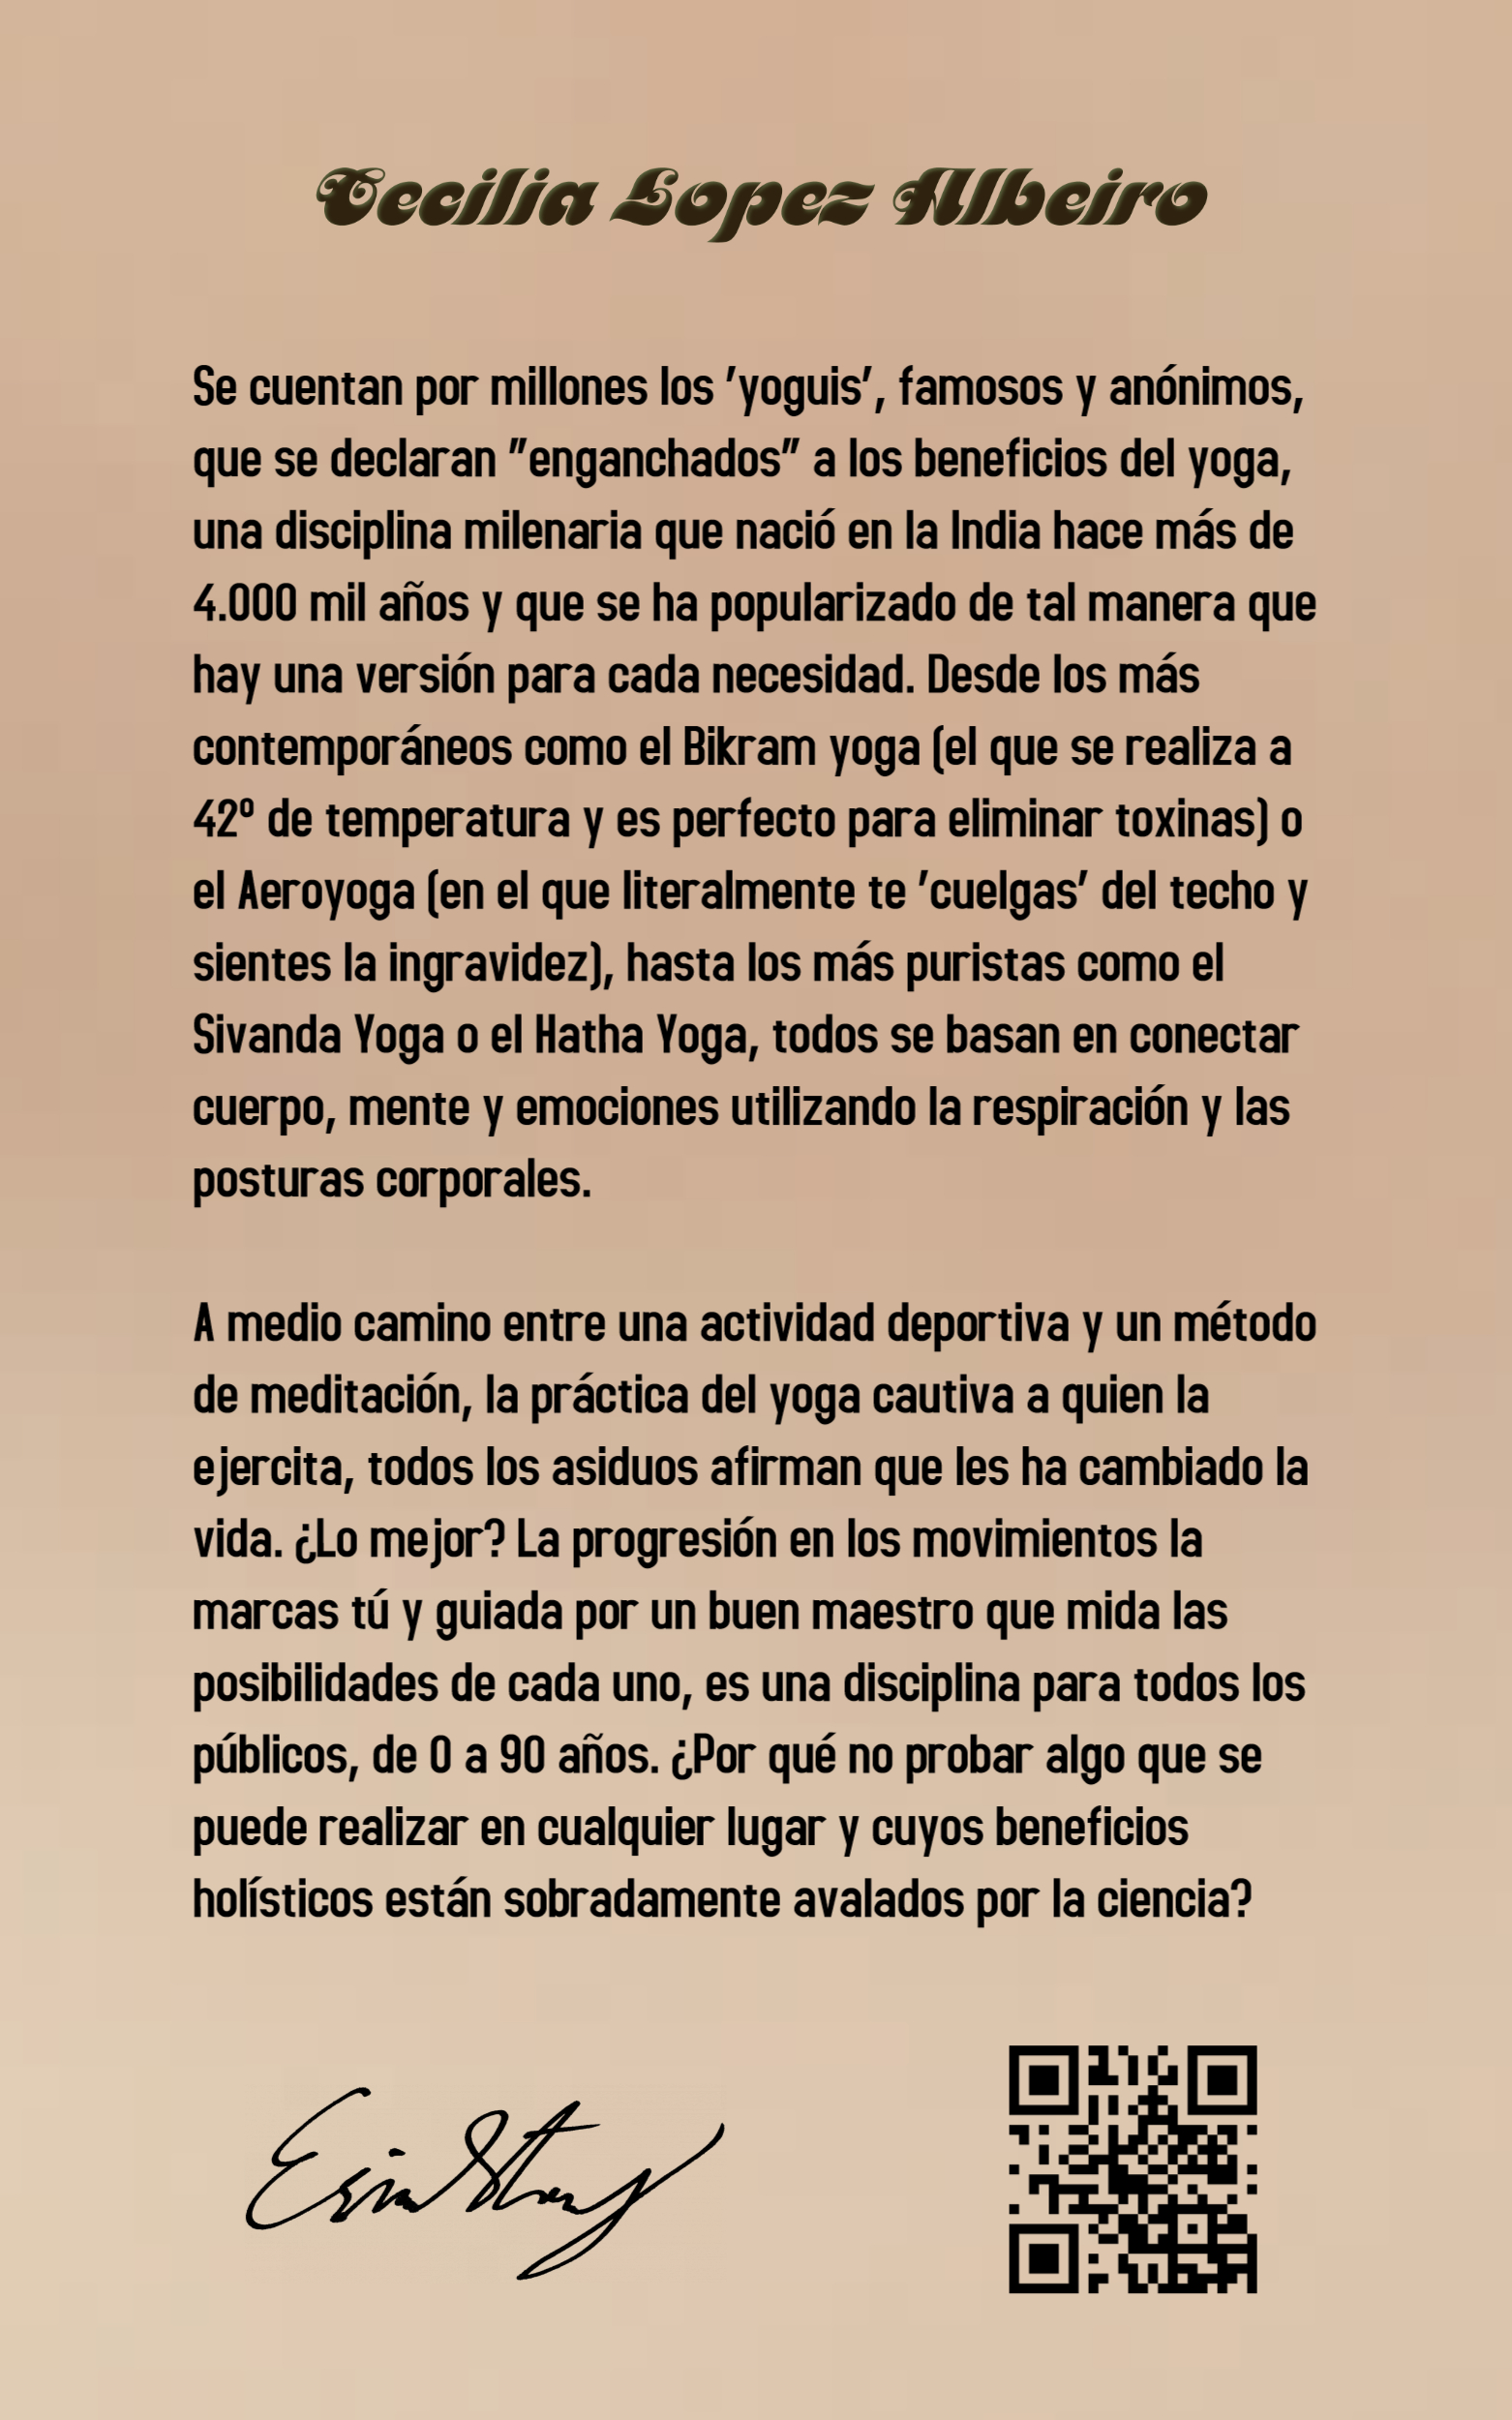 Cecilia Lopez Albeiro
Se cuentan por millones los 'yoguis', famosos y anónimos,
que se declaran "enganchados" a los beneficios del yoga,
una disciplina milenaria que nació en la India hace más de
4.000 mil años y que se ha popularizado de tal manera que
hay una versión para cada necesidad. Desde los más
contemporáneos como el Bikram yoga (el que se realiza a
42º de temperatura y es perfecto para eliminar toxinas) o
el Aeroyoga (en el que literalmente te 'cuelgas' del techo y
sientes la ingravidez), hasta los más puristas como el
Sivanda Yoga o el Hatha Yoga, todos se basan en conectar
cuerpo, mente y emociones utilizando la respiración y las
posturas corporales.
A medio camino entre una actividad deportiva y un método
de meditación, la práctica del yoga cautiva a quien la
ejercita, todos los asiduos afirman que les ha cambiado la
vida. ¿Lo mejor? La progresión en los movimientos la
marcas tú y guiada por un buen maestro que mida las
posibilidades de cada uno, es una disciplina para todos los
públicos, de 0 a 90 años. ¿Por qué no probar algo que se
puede realizar en cualquier lugar y cuyos beneficios
holísticos están sobradamente avalados por la ciencia?